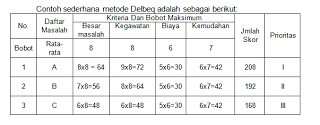 Contoh sederhana metode Delbeq adalah sebagai berikut:
No. Daftar Masalah Kriteria Dan Bobot Maksimum Jmlah Skor Prioritas
Besar masalah Kegawatan Biaya Kemudahan
Bobot Rata-rata 8 8 6 7
1 A 8x8 = 64 9x8=72 5x6=30 6x7=42 208 I
2 B 7x8=56 8x8=64 5x6=30 6x7=42 192 II
3 C 6x8=48 6x8=48 5x6=30 6x7=42 168 III